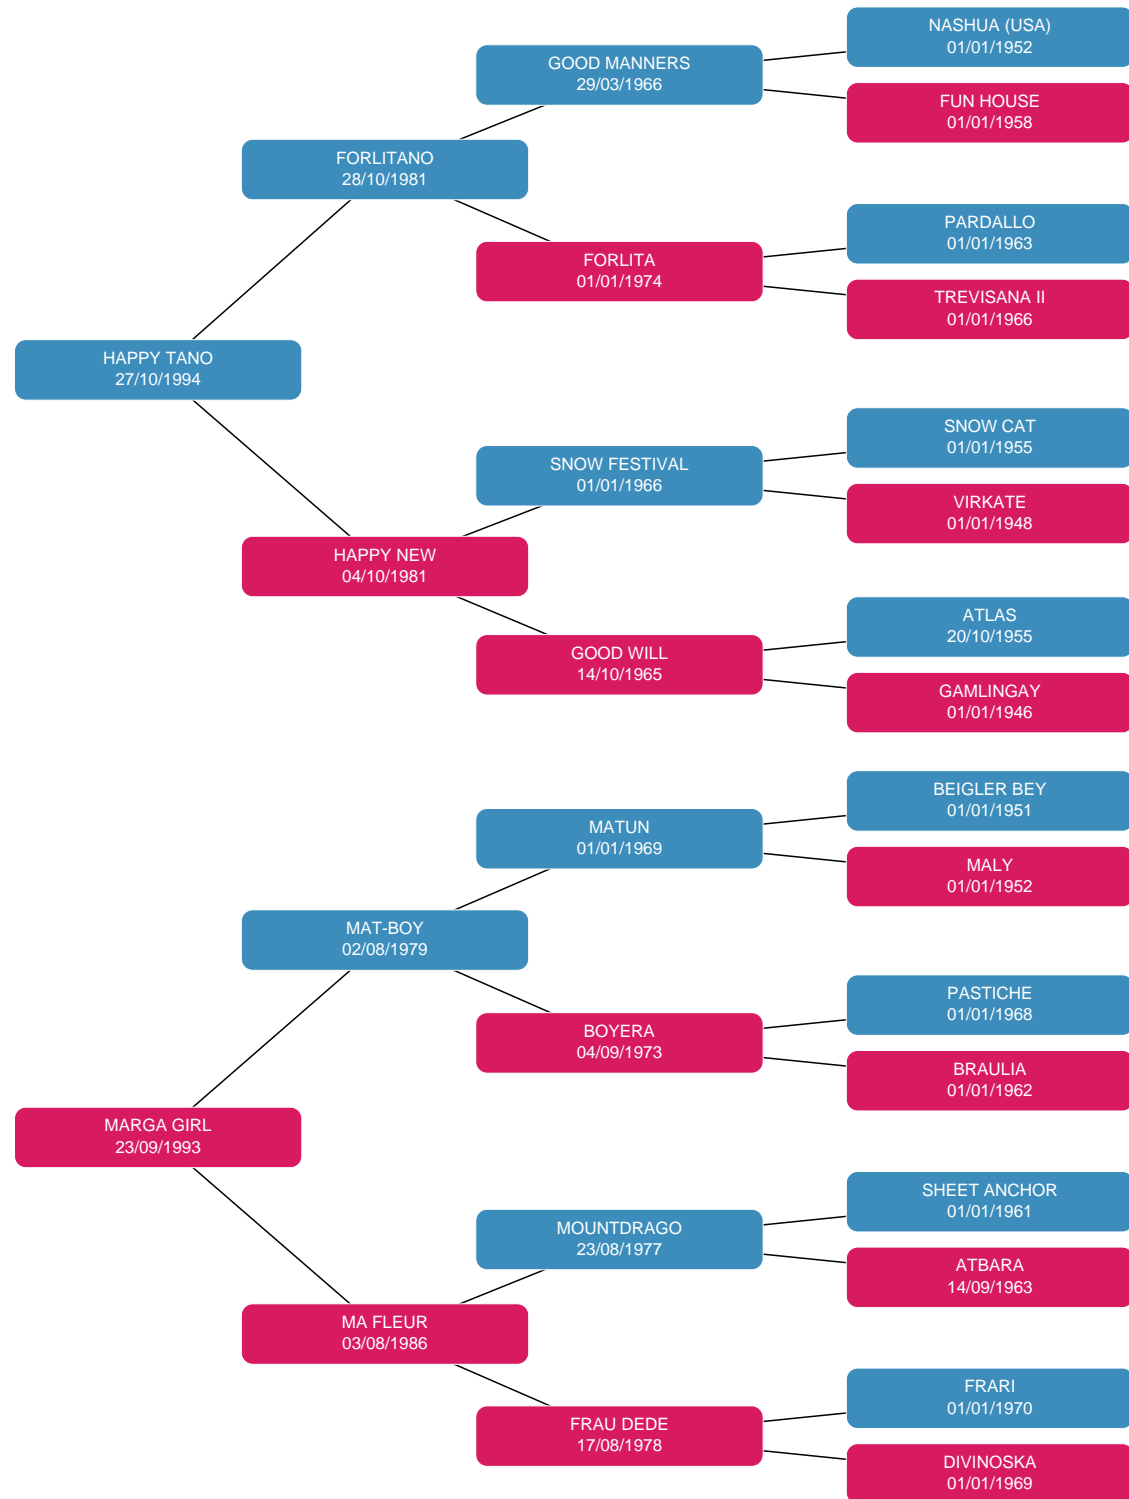 NASHUA (USA)
01/01/1952
GOOD MANNERS
29/03/1966
FUN HOUSE
01/01/1958
FORLITANO
28/10/1981
PARDALLO
01/01/1963
FORLITA
01/01/1974
TREVISANA II
01/01/1966
HAPPY TANO
27/10/1994
SNOW CAT
01/01/1955
SNOW FESTIVAL
01/01/1966
VIRKATE
01/01/1948
HAPPY NEW
04/10/1981
ATLAS
20/10/1955
GOOD WILL
14/10/1965
GAMLINGAY
01/01/1946
BEIGLER BEY
01/01/1951
MATUN
01/01/1969
MALY
01/01/1952
MAT-BOY
02/08/1979
PASTICHE
01/01/1968
BOYERA
04/09/1973
BRAULIA
01/01/1962
MARGA GIRL
23/09/1993
SHEET ANCHOR
01/01/1961
MOUNTDRAGO
23/08/1977
ATBARA
14/09/1963
MA FLEUR
03/08/1986
FRARI
01/01/1970
FRAU DEDE
17/08/1978
DIVINOSKA
01/01/1969